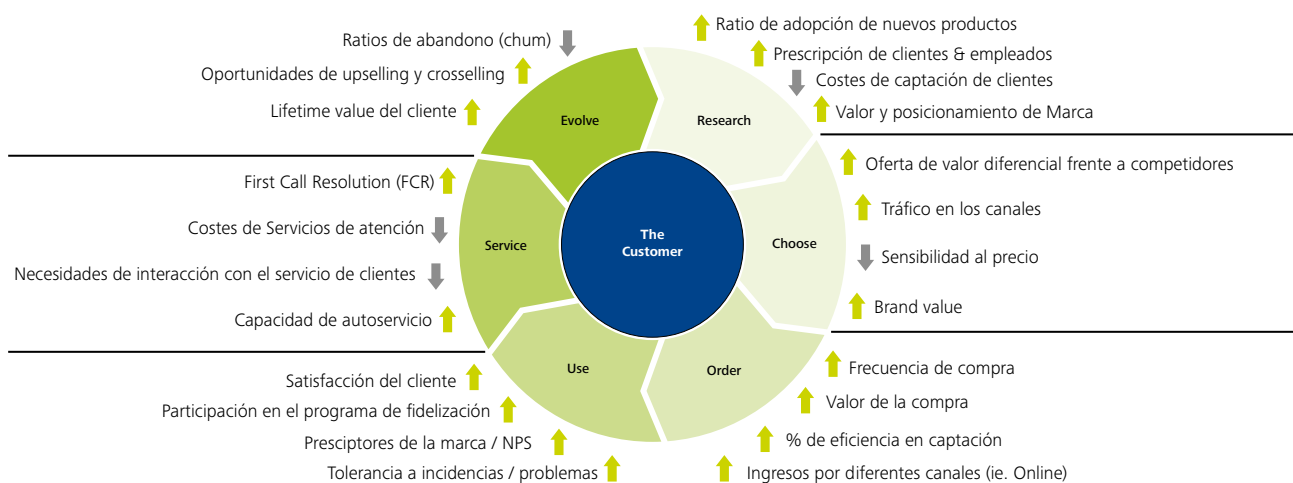 Ratio de adopción de nuevos productos
Prescripción de clientes & empleados
Costes de captación de clientes
Valor y posicionamiento de Marca
Ratios de abandono (chum)
Oportunidades de upselling y crosselling
Lifetime value del cliente
Evolve
Research
Oferta de valor diferencial frente a competidores
Tráfico en los canales
Sensibilidad al precio
Brand value
First Call Resolution (FCR)
Costes de Servicios de atención
Necesidades de interacción con el servicio de clientes
Capacidad de autoservicio
Service
The
Customer
Choose
Use
Order
Satisfacción del cliente
Participación en el programa de fidelización
Presciptores de la marca / NPS
Tolerancia a incidencias / problemas
Frecuencia de compra
Valor de la compra
% de eficiencia en captación
Ingresos por diferentes canales (ie. Online)